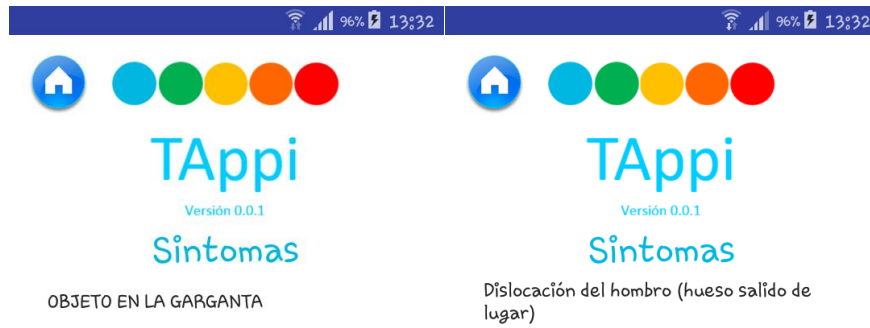 96% 13:32
TAppi
Versión 0.0.1
Sintomas
OBJETO EN LA GARGANTA
96% 13:32
TAppi
Versión 0.0.1
Sintomas
Dislocación del hombro (hueso salido de
lugar)